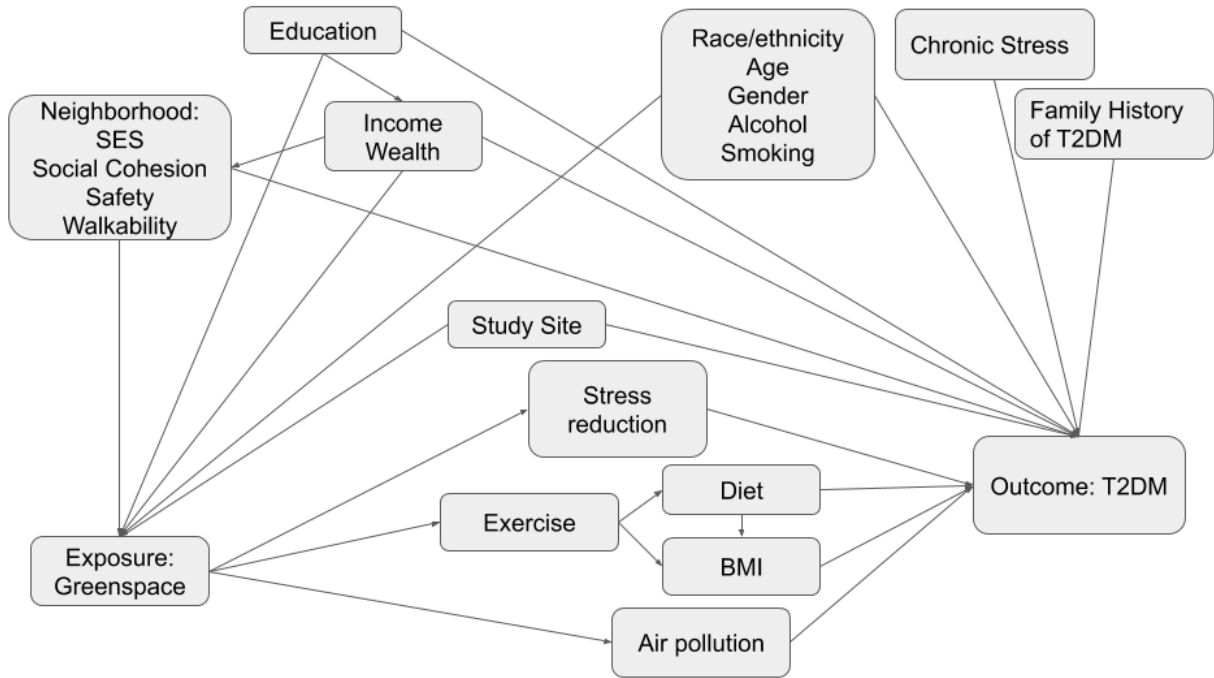 Education
Race/ethnicity
Age
Gender
Alcohol
Smoking
Chronic Stress
Family History
of T2DM
Neighborhood:
SES
Social Cohesion
Safety
Walkability
Income
Wealth
Study Site
Stress
reduction
Diet
Exercise
BMI
Outcome: T2DM
Exposure:
Greenspace
Air pollution